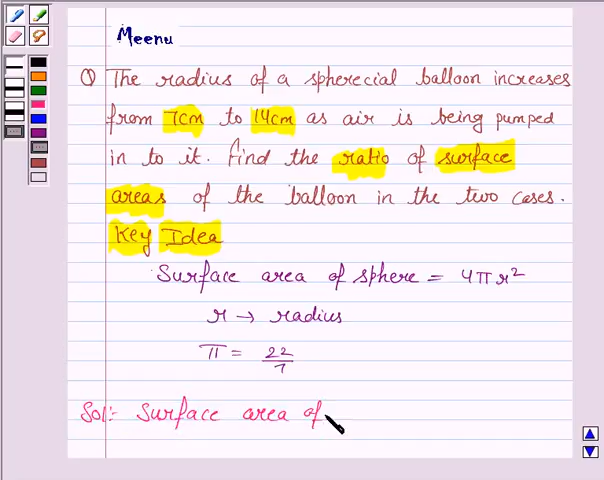 Meenu
Q The radius of a spherecial balloon increases
from 7cm to 14cm as air is being pumped
in to it. Find the ratio of surface
areas of the balloon in the two cases.
Key Idea
Surface area of sphere = 4πr²
r → radius
π = 22/7
Sol:- Surface area of